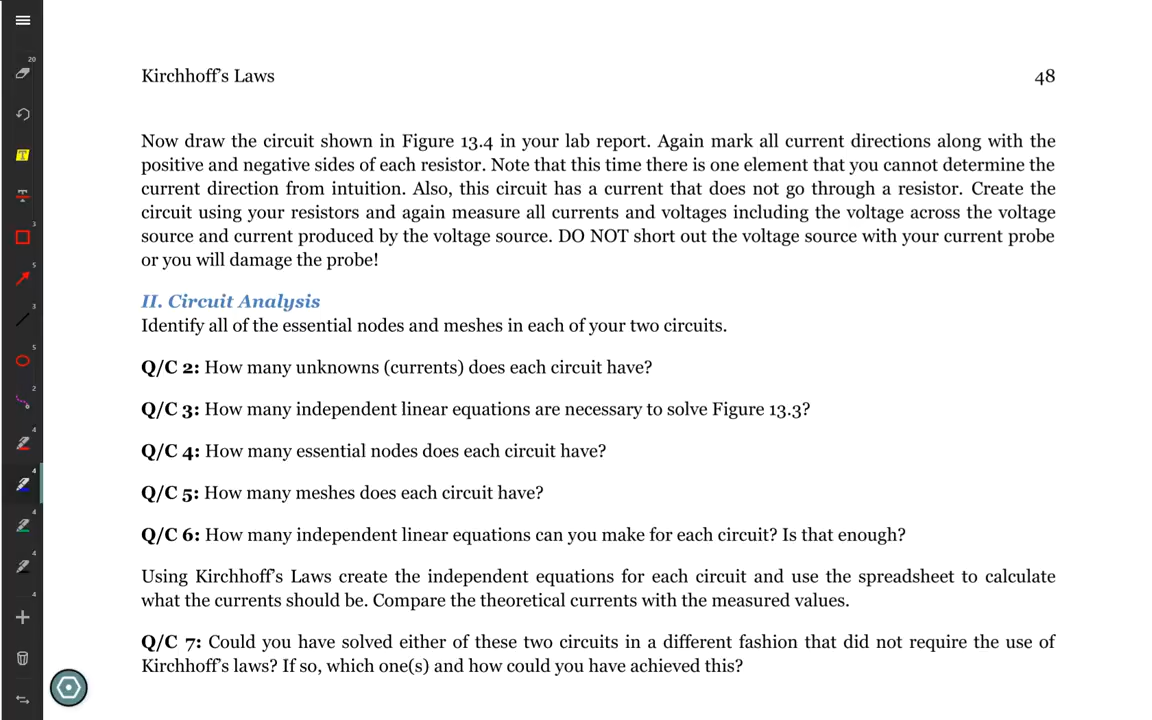 Kirchhoff's Laws 48
Now draw the circuit shown in Figure 13.4 in your lab report. Again mark all current directions along with the
positive and negative sides of each resistor. Note that this time there is one element that you cannot determine the
current direction from intuition. Also, this circuit has a current that does not go through a resistor. Create the
circuit using your resistors and again measure all currents and voltages including the voltage across the voltage
source and current produced by the voltage source. DO NOT short out the voltage source with your current probe
or you will damage the probe!
II. Circuit Analysis
Identify all of the essential nodes and meshes in each of your two circuits.
Q/C 2: How many unknowns (currents) does each circuit have?
Q/C 3: How many independent linear equations are necessary to solve Figure 13.3?
Q/C 4: How many essential nodes does each circuit have?
Q/C 5: How many meshes does each circuit have?
Q/C 6: How many independent linear equations can you make for each circuit? Is that enough?
Using Kirchhoff's Laws create the independent equations for each circuit and use the spreadsheet to calculate
what the currents should be. Compare the theoretical currents with the measured values.
Q/C 7: Could you have solved either of these two circuits in a different fashion that did not require the use of
Kirchhoff's laws? If so, which one(s) and how could you have achieved this?
20
T
3
5
3
5
2
4
4
4
4
4